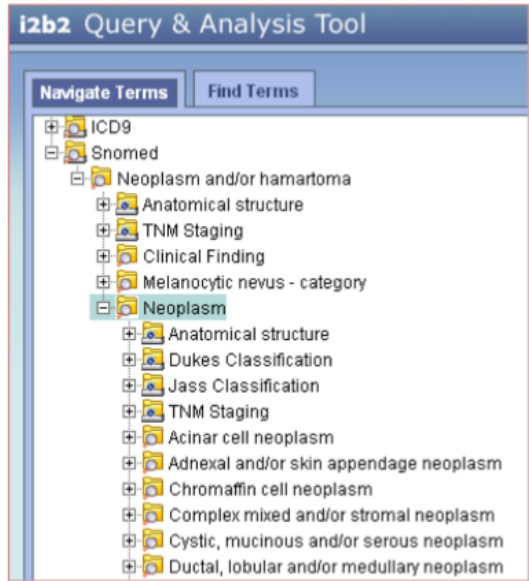 i2b2 Query & Analysis Tool
Navigate Terms Find Terms
ICD9
Snomed
Neoplasm and/or hamartoma
Anatomical structure
TNM Staging
Clinical Finding
Melanocytic nevus - category
Neoplasm
Anatomical structure
Dukes Classification
Jass Classification
TNM Staging
Acinar cell neoplasm
Adnexal and/or skin appendage neoplasm
Chromaffin cell neoplasm
Complex mixed and/or stromal neoplasm
Cystic, mucinous and/or serous neoplasm
Ductal, lobular and/or medullary neoplasm